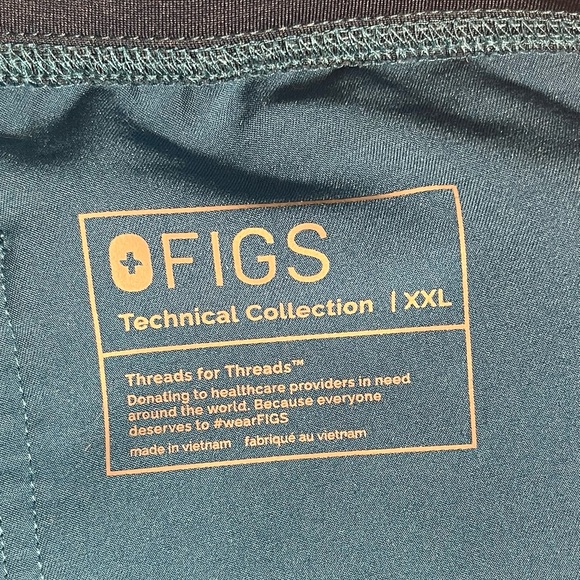 FIGS
Technical Collection | XXL
Threads for Threads™
Donating to healthcare providers in need
around the world. Because everyone
deserves to #wearFIGS
made in vietnam fabriqué au vietnam